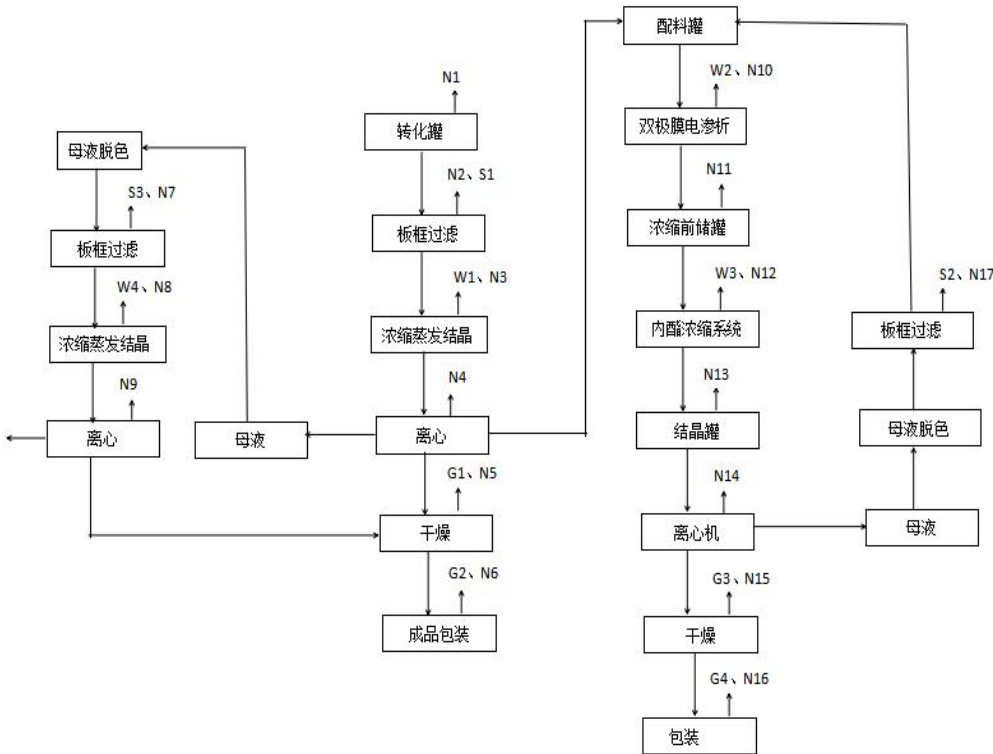 配料罐
W2、N10
N1
双极膜电渗析
转化罐
母液脱色
N11
N2、S1
S3、N7
浓缩前储罐
板框过滤
板框过滤
W3、N12
S2、N17
W1、N3
W4、N8
内酯浓缩系统
板框过滤
浓缩蒸发结晶
浓缩蒸发结晶
N13
N4
N9
结晶罐
母液脱色
离心
母液
离心
N14
G1、N5
离心机
母液
干燥
G3、N15
G2、N6
成品包装
干燥
G4、N16
包装